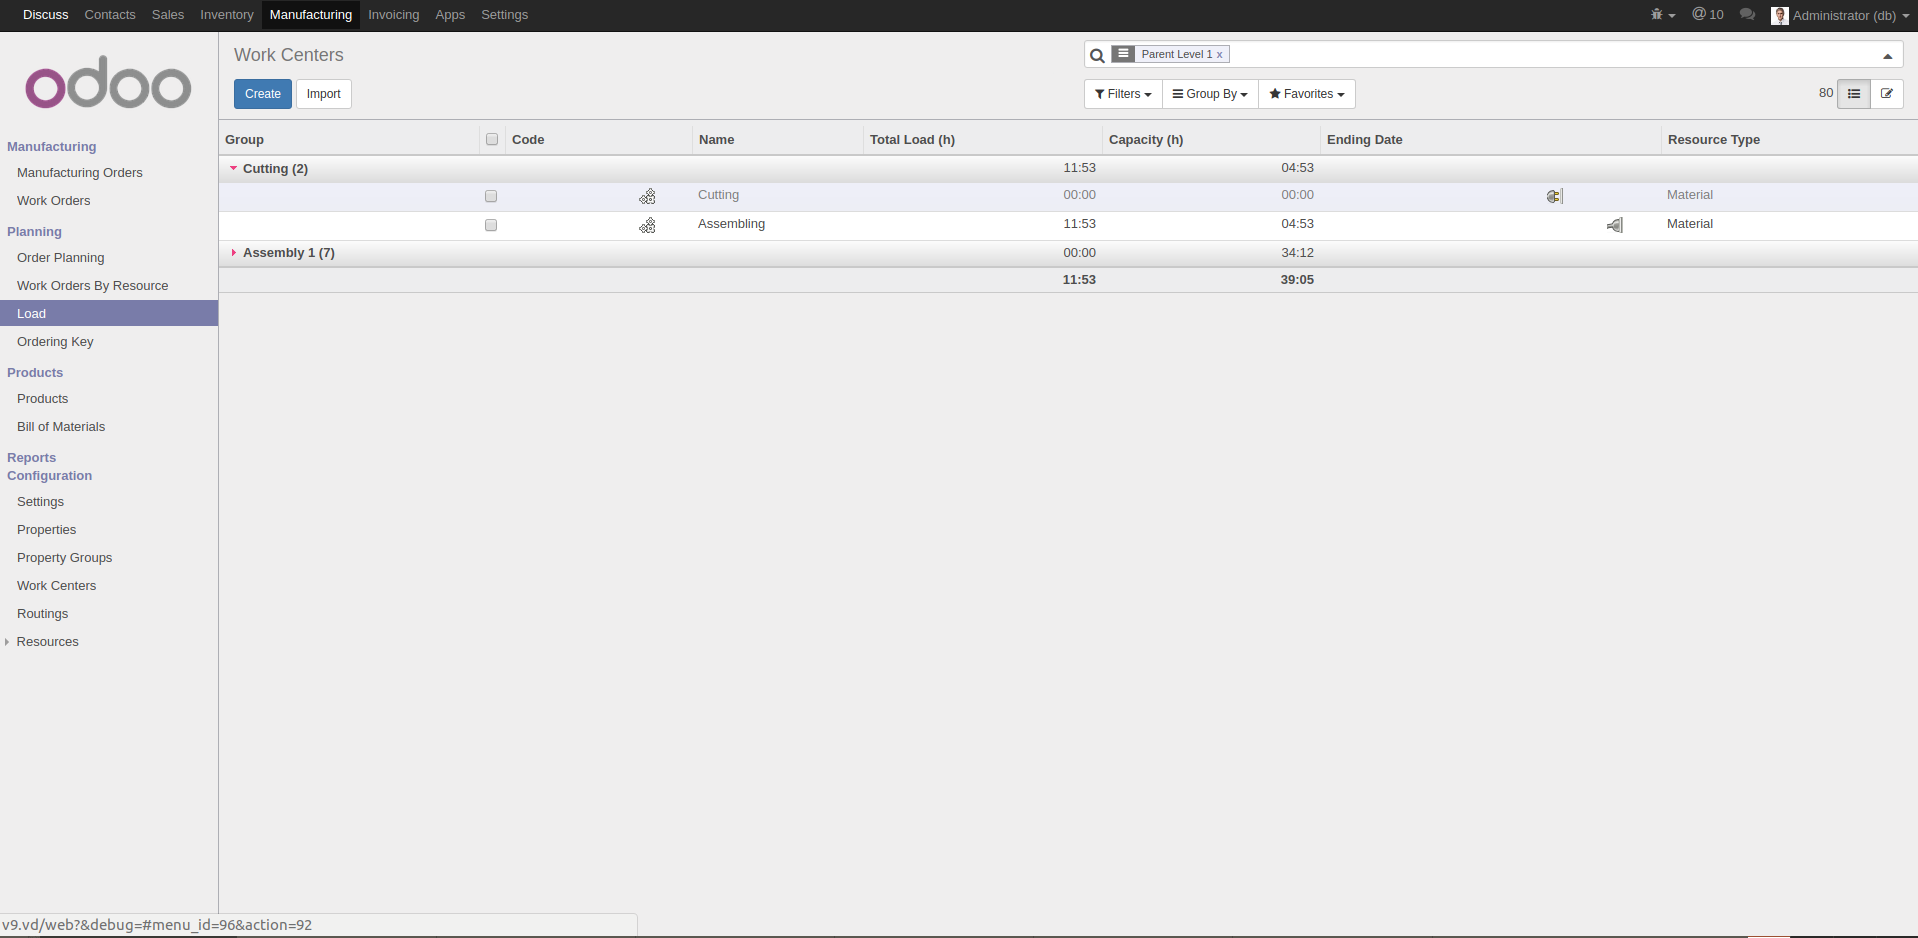 Discuss Contacts Sales Inventory Manufacturing Invoicing Apps Settings @ 10 Administrator (db)
odoo
Work Centers
Parent Level 1 x
Create Import
Filters Group By Favorites 80
Manufacturing
Manufacturing Orders
Work Orders
Planning
Order Planning
Work Orders By Resource
Load
Ordering Key
Products
Products
Bill of Materials
Reports
Configuration
Settings
Properties
Property Groups
Work Centers
Routings
Resources
Group Code Name Total Load (h) Capacity (h) Ending Date Resource Type
Cutting (2) 11:53 04:53
Cutting 00:00 00:00 Material
Assembling 11:53 04:53 Material
Assembly 1 (7) 00:00 34:12
11:53 39:05
v9.vd/web?&debug=#menu_id=96&action=92